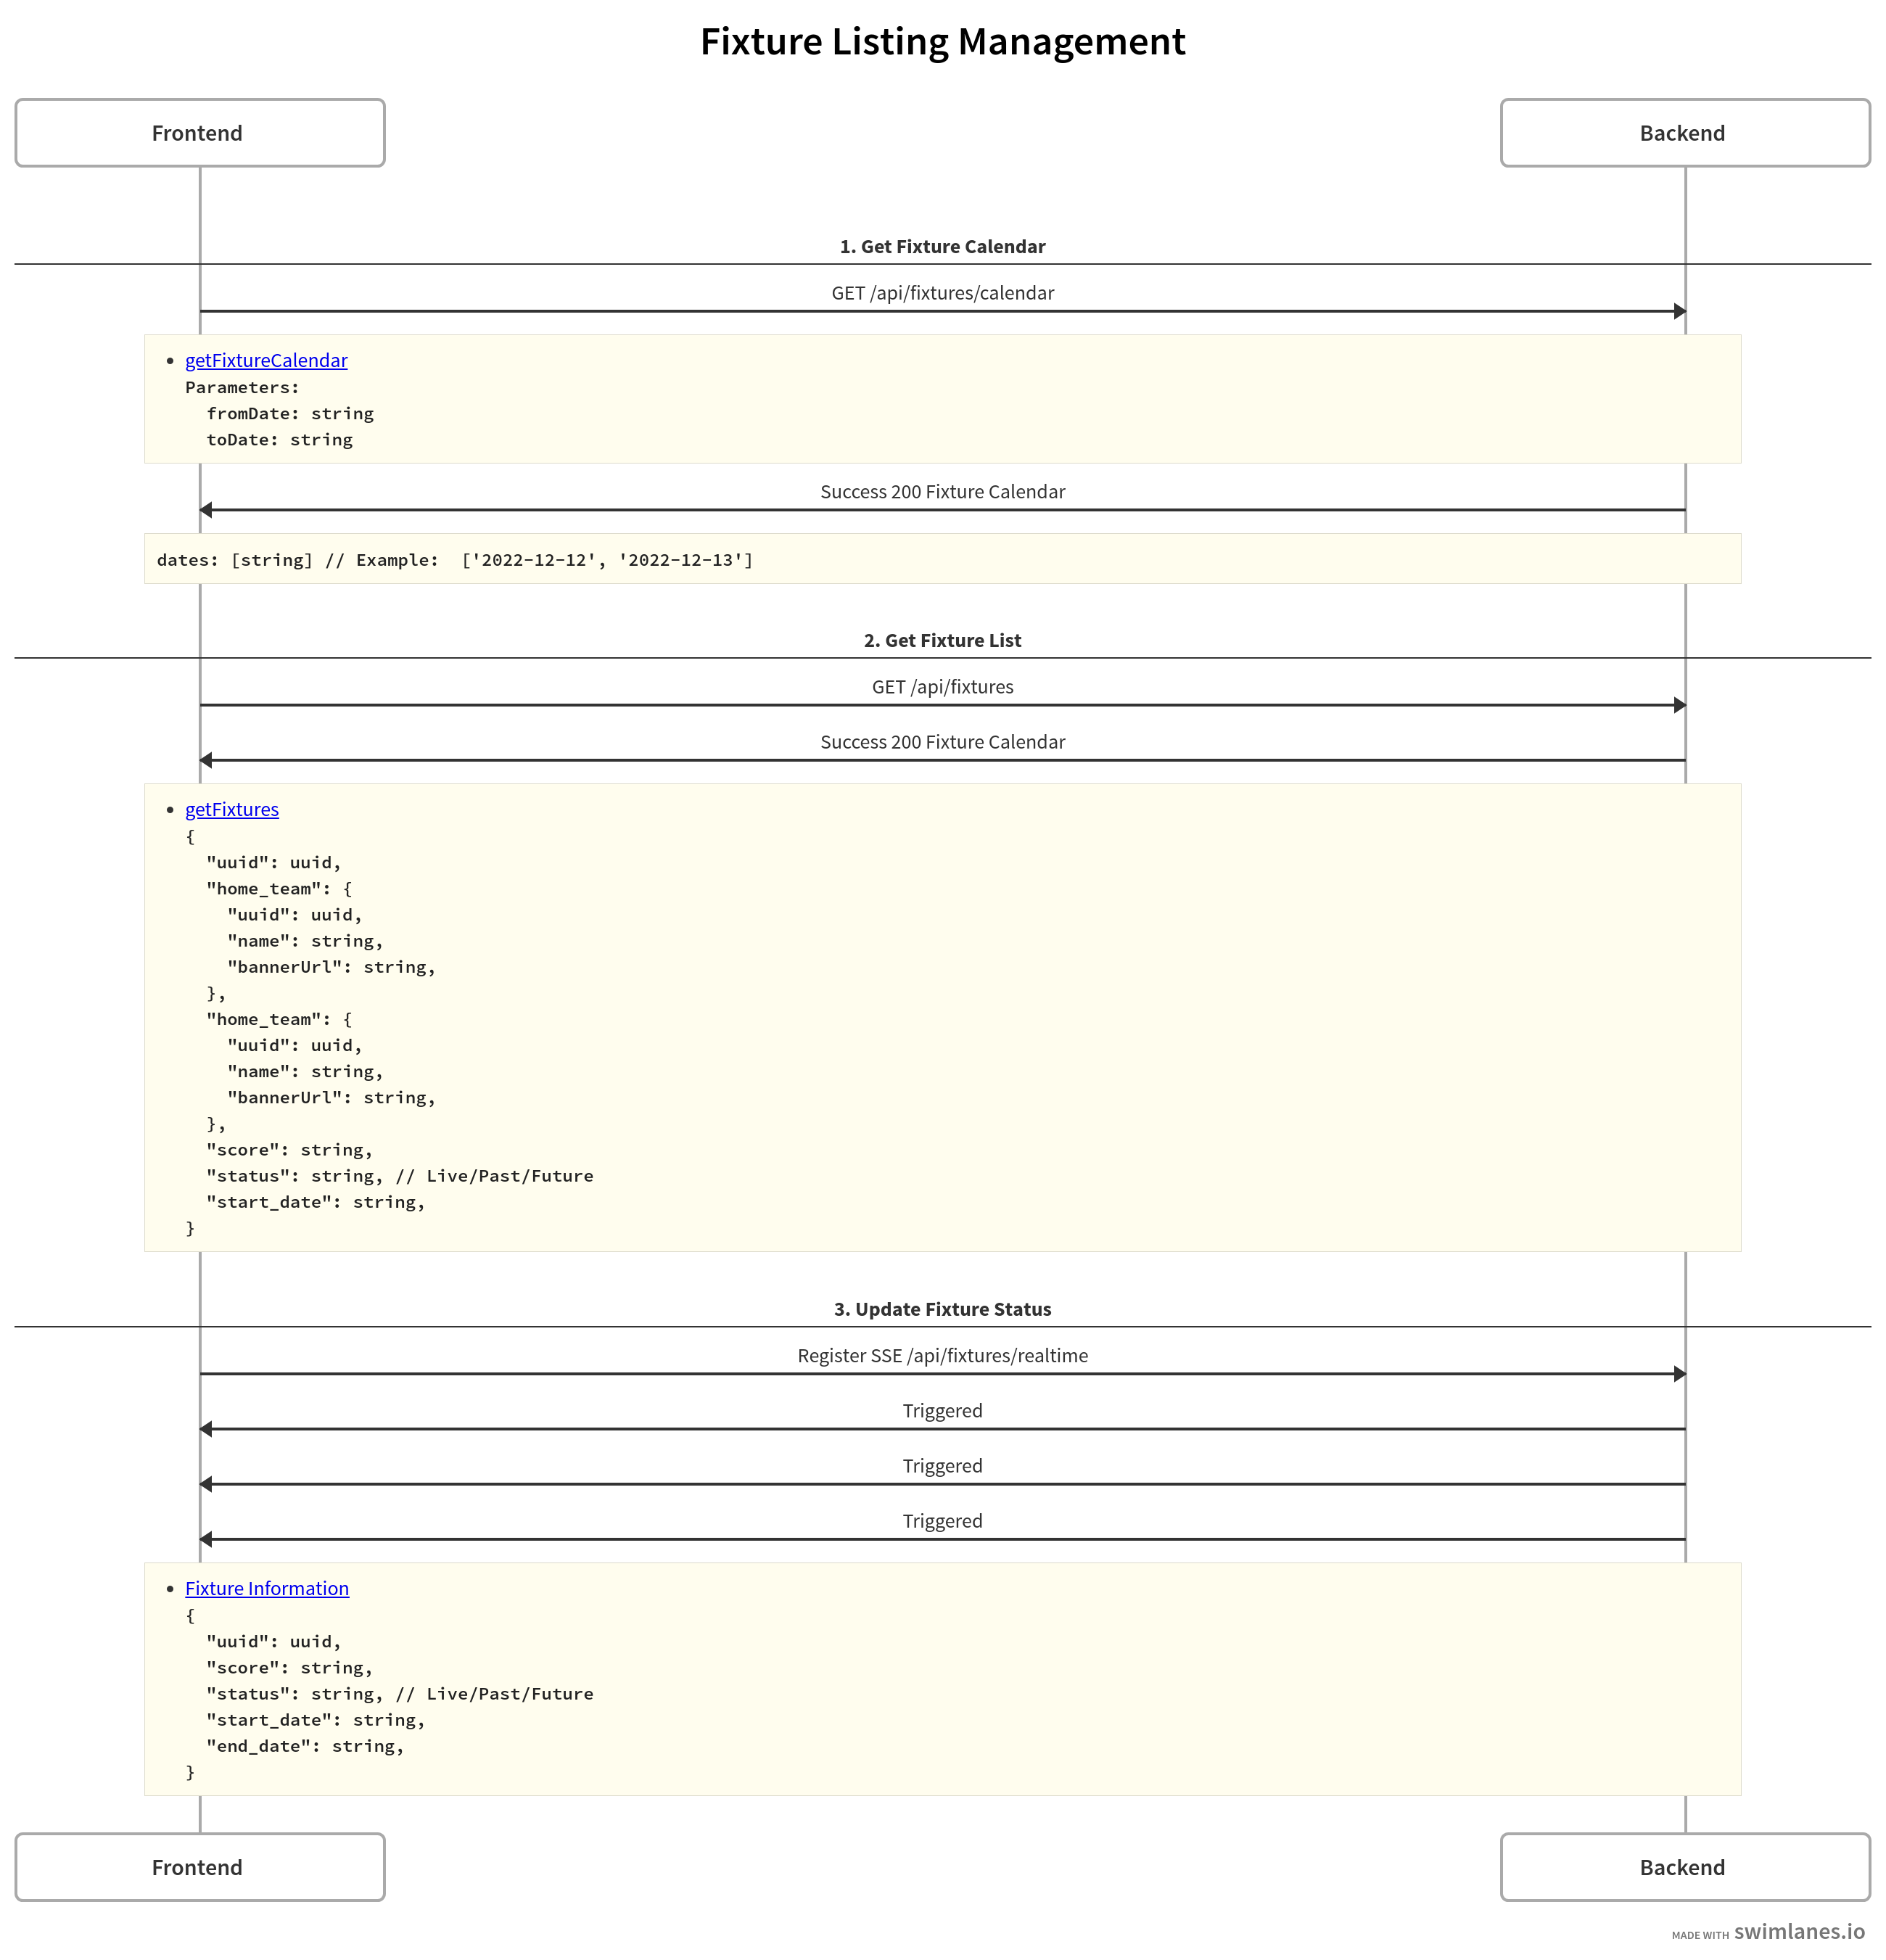 Fixture Listing Management
Frontend
Backend
1. Get Fixture Calendar
GET /api/fixtures/calendar
• getFixtureCalendar
Parameters:
  fromDate: string
  toDate: string
Success 200 Fixture Calendar
dates: [string] // Example:  ['2022-12-12', '2022-12-13']
2. Get Fixture List
GET /api/fixtures
Success 200 Fixture Calendar
• getFixtures
{
  "uuid": uuid,
  "home_team": {
    "uuid": uuid,
    "name": string,
    "bannerUrl": string,
  },
  "home_team": {
    "uuid": uuid,
    "name": string,
    "bannerUrl": string,
  },
  "score": string,
  "status": string, // Live/Past/Future
  "start_date": string,
}
3. Update Fixture Status
Register SSE /api/fixtures/realtime
Triggered
Triggered
Triggered
• Fixture Information
{
  "uuid": uuid,
  "score": string,
  "status": string, // Live/Past/Future
  "start_date": string,
  "end_date": string,
}
Frontend
Backend
MADE WITH swimlanes.io